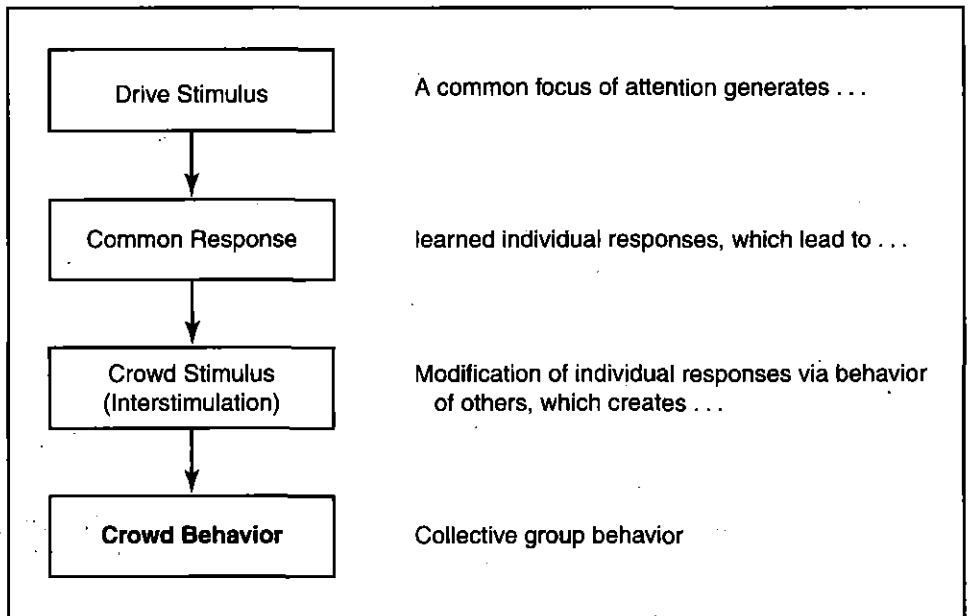 Drive Stimulus
A common focus of attention generates . . .
Common Response
learned individual responses, which lead to . . .
Crowd Stimulus
(Interstimulation)
Modification of individual responses via behavior
of others, which creates . . .
Crowd Behavior
Collective group behavior